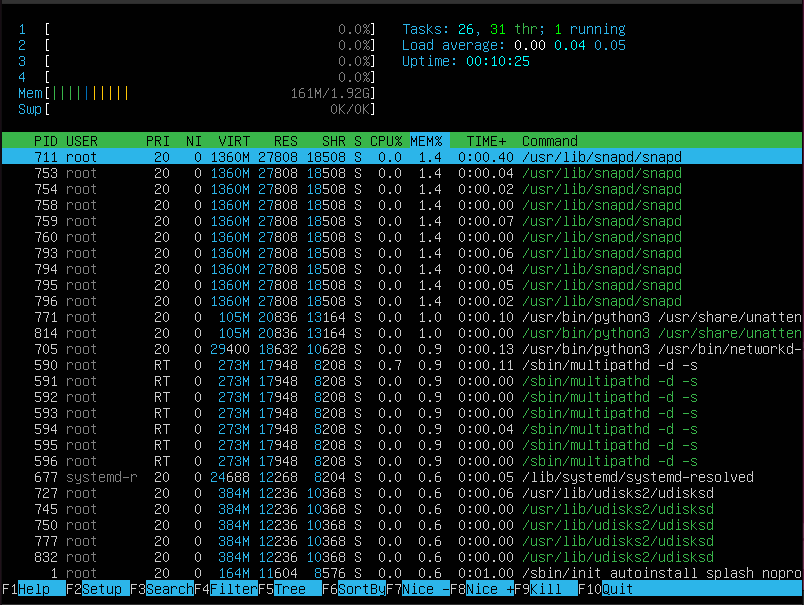 1 [ 0.0%] Tasks: 26, 31 thr; 1 running
2 [ 0.0%] Load average: 0.00 0.04 0.05
3 [ 0.0%] Uptime: 00:10:25
4 [ 0.0%]
Mem[|||||||||| 161M/1.92G]
Swp[ 0K/0K]
PID USER PRI NI VIRT RES SHR S CPU% MEM% TIME+ Command
711 root 20 0 1360M 27808 18508 S 0.0 1.4 0:00.40 /usr/lib/snapd/snapd
753 root 20 0 1360M 27808 18508 S 0.0 1.4 0:00.04 /usr/lib/snapd/snapd
754 root 20 0 1360M 27808 18508 S 0.0 1.4 0:00.02 /usr/lib/snapd/snapd
758 root 20 0 1360M 27808 18508 S 0.0 1.4 0:00.00 /usr/lib/snapd/snapd
759 root 20 0 1360M 27808 18508 S 0.0 1.4 0:00.07 /usr/lib/snapd/snapd
760 root 20 0 1360M 27808 18508 S 0.0 1.4 0:00.00 /usr/lib/snapd/snapd
793 root 20 0 1360M 27808 18508 S 0.0 1.4 0:00.06 /usr/lib/snapd/snapd
794 root 20 0 1360M 27808 18508 S 0.0 1.4 0:00.04 /usr/lib/snapd/snapd
795 root 20 0 1360M 27808 18508 S 0.0 1.4 0:00.05 /usr/lib/snapd/snapd
796 root 20 0 1360M 27808 18508 S 0.0 1.4 0:00.02 /usr/lib/snapd/snapd
771 root 20 0 105M 20836 13164 S 0.0 1.0 0:00.10 /usr/bin/python3 /usr/share/unatten
814 root 20 0 105M 20836 13164 S 0.0 1.0 0:00.00 /usr/bin/python3 /usr/share/unatten
705 root 20 0 29400 18632 10628 S 0.0 0.9 0:00.13 /usr/bin/python3 /usr/bin/networkd-
590 root RT 0 273M 17948 8208 S 0.7 0.9 0:00.11 /sbin/multipathd -d -s
591 root RT 0 273M 17948 8208 S 0.0 0.9 0:00.00 /sbin/multipathd -d -s
592 root RT 0 273M 17948 8208 S 0.0 0.9 0:00.00 /sbin/multipathd -d -s
593 root RT 0 273M 17948 8208 S 0.0 0.9 0:00.00 /sbin/multipathd -d -s
594 root RT 0 273M 17948 8208 S 0.0 0.9 0:00.04 /sbin/multipathd -d -s
595 root RT 0 273M 17948 8208 S 0.0 0.9 0:00.00 /sbin/multipathd -d -s
596 root RT 0 273M 17948 8208 S 0.0 0.9 0:00.00 /sbin/multipathd -d -s
677 systemd-r 20 0 24688 12268 8204 S 0.0 0.6 0:00.05 /lib/systemd/systemd-resolved
727 root 20 0 384M 12236 10368 S 0.0 0.6 0:00.06 /usr/lib/udisks2/udisksd
745 root 20 0 384M 12236 10368 S 0.0 0.6 0:00.00 /usr/lib/udisks2/udisksd
750 root 20 0 384M 12236 10368 S 0.0 0.6 0:00.00 /usr/lib/udisks2/udisksd
777 root 20 0 384M 12236 10368 S 0.0 0.6 0:00.00 /usr/lib/udisks2/udisksd
832 root 20 0 384M 12236 10368 S 0.0 0.6 0:00.00 /usr/lib/udisks2/udisksd
1 root 20 0 164M 11604 8576 S 0.0 0.6 0:01.00 /sbin/init autoinstall splash nopro
F1Help F2Setup F3SearchF4FilterF5Tree F6SortByF7Nice -F8Nice +F9Kill F10Quit